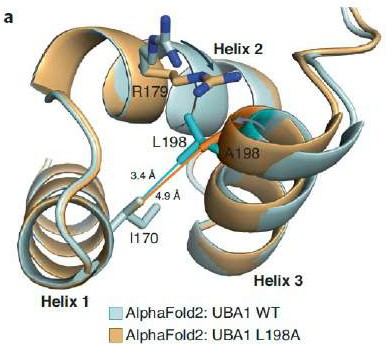 a
Helix 2
R179
L198
A198
3.4 Å
4.9 Å
I170
Helix 3
Helix 1
AlphaFold2: UBA1 WT
AlphaFold2: UBA1 L198A